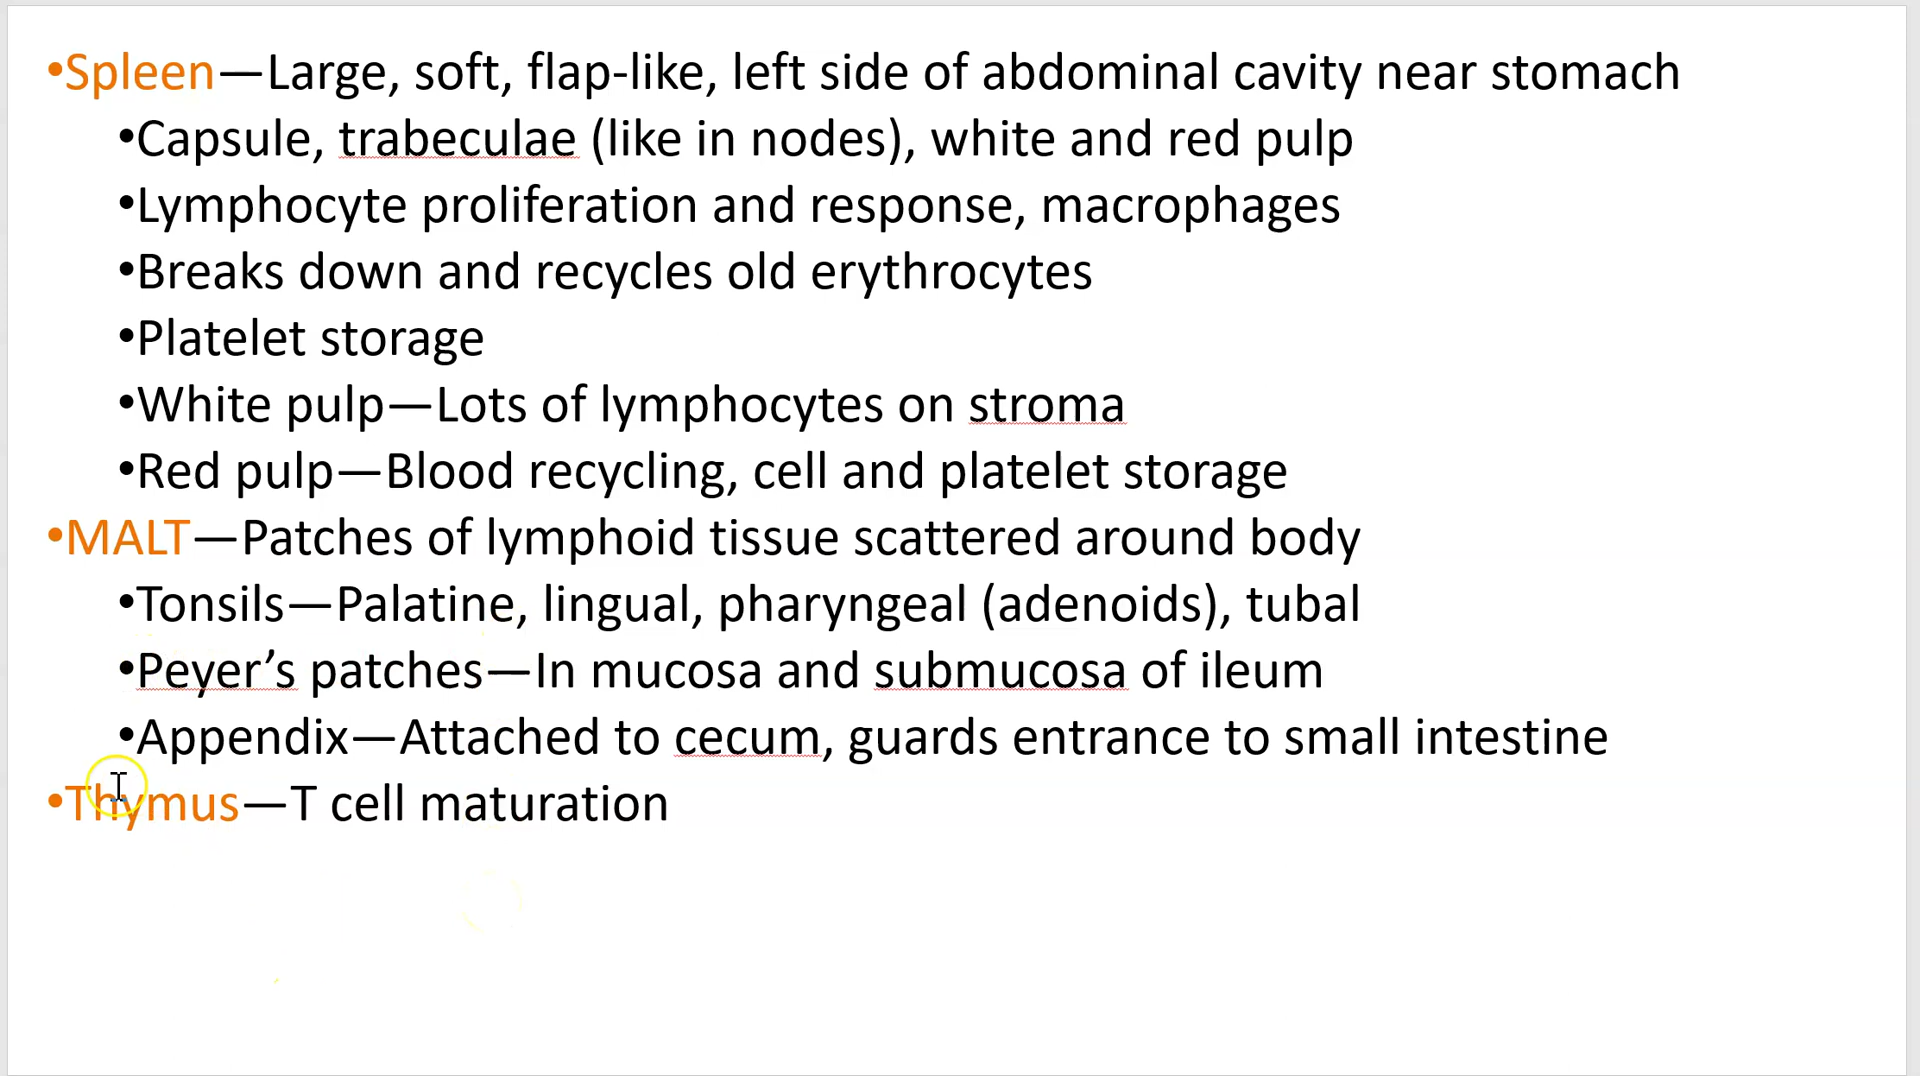 •Spleen—Large, soft, flap-like, left side of abdominal cavity near stomach
•Capsule, trabeculae (like in nodes), white and red pulp
•Lymphocyte proliferation and response, macrophages
•Breaks down and recycles old erythrocytes
•Platelet storage
•White pulp—Lots of lymphocytes on stroma
•Red pulp—Blood recycling, cell and platelet storage
•MALT—Patches of lymphoid tissue scattered around body
•Tonsils—Palatine, lingual, pharyngeal (adenoids), tubal
•Peyer’s patches—In mucosa and submucosa of ileum
•Appendix—Attached to cecum, guards entrance to small intestine
•Thymus—T cell maturation